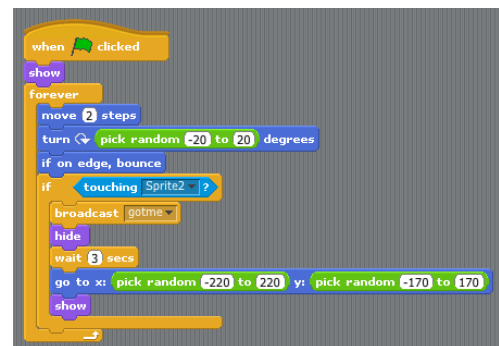 when clicked
show
forever
move 2 steps
turn pick random -20 to 20 degrees
if on edge, bounce
if touching Sprite2 ?
broadcast gotme
hide
wait 3 secs
go to x: pick random -220 to 220 y: pick random -170 to 170
show